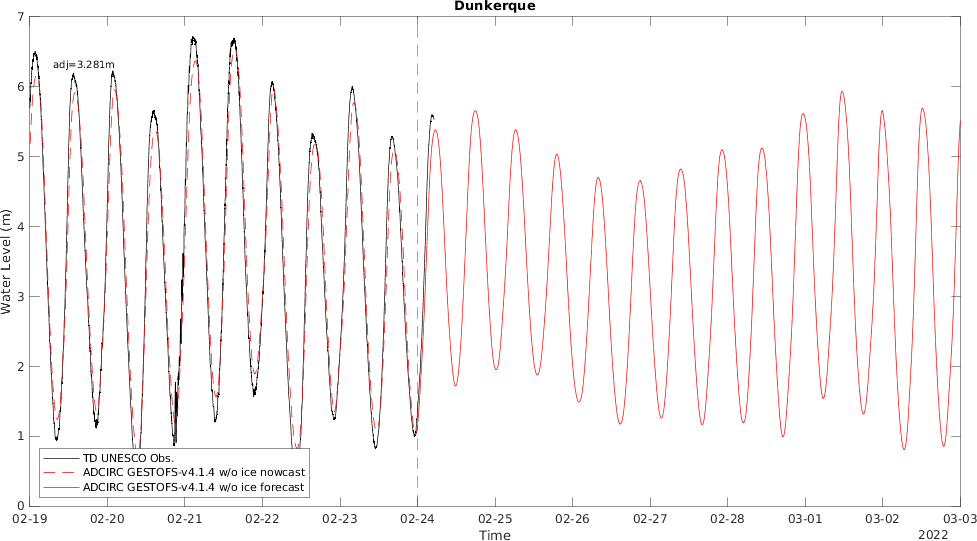 Dunkerque
7
6
5
4
3
2
1
0
Water Level (m)
adj=3.281m
TD UNESCO Obs.
ADCIRC GESTOFS-v4.1.4 w/o ice nowcast
ADCIRC GESTOFS-v4.1.4 w/o ice forecast
02-19 02-20 02-21 02-22 02-23 02-24 02-25 02-26 02-27 02-28 03-01 03-02 03-03
Time
2022